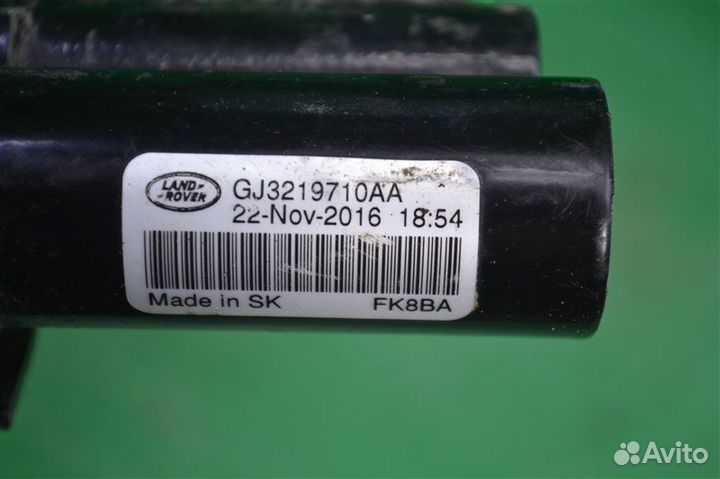 LAND-
-ROVER
GJ3219710AA
22-Nov-2016 18:54
Made in SK
FK8BA
Avito